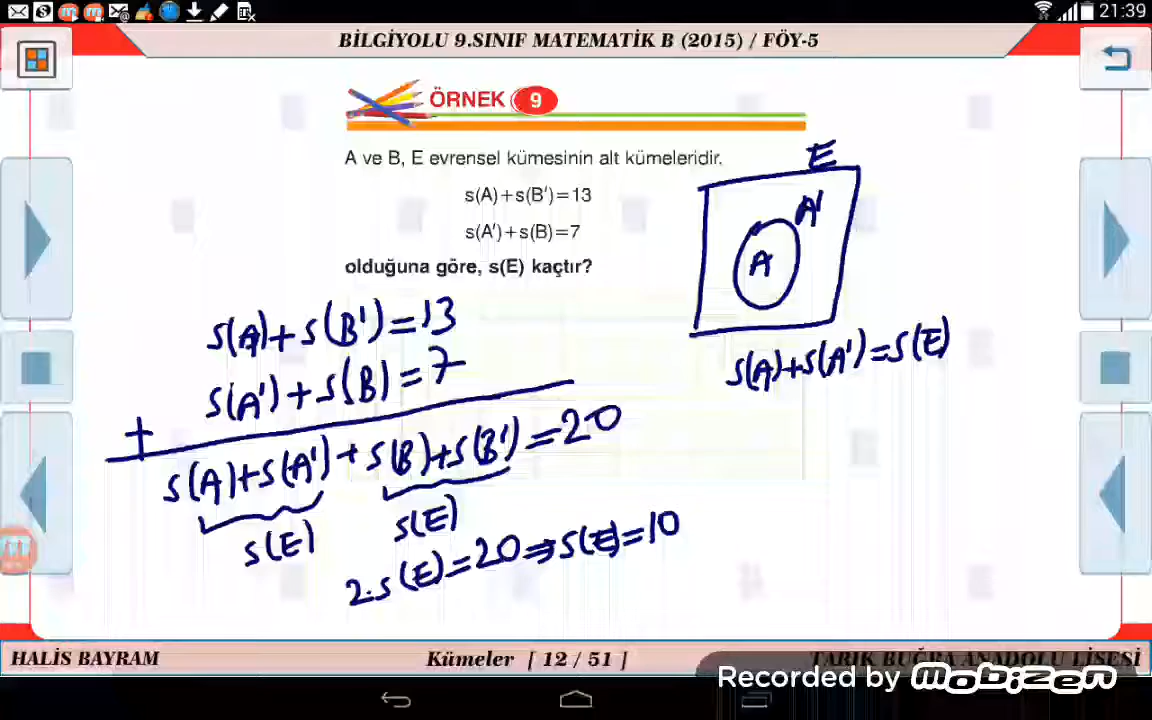 21:39
BİLGİYOLU 9.SINIF MATEMATİK B (2015) / FÖY-5
ÖRNEK 9
A ve B, E evrensel kümesinin alt kümeleridir.
s(A)+s(B')=13
s(A')+s(B)=7
olduğuna göre, s(E) kaçtır?
E
A'
A
s(A)+s(A')=s(E)
s(A)+s(B')=13
s(A')+s(B)=7
+
s(A)+s(A')+s(B)+s(B')=20
s(E) s(E)
2.s(E)=20⇒s(E)=10
HALİS BAYRAM
Kümeler [ 12 / 51 ]
TARIK BUĞRA ANADOLU LİSESİ
Recorded by mobizen